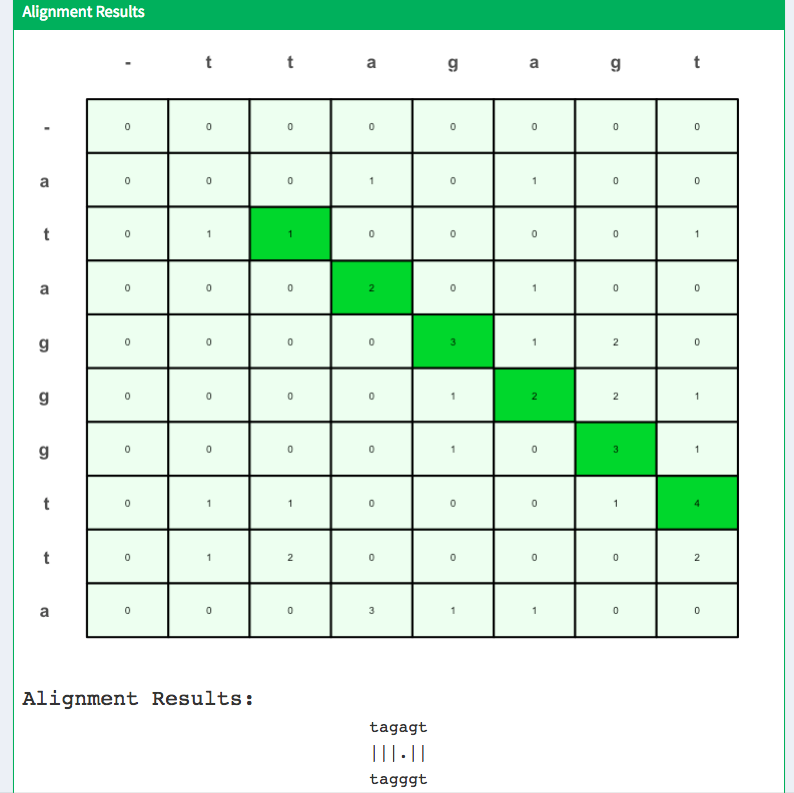 Alignment Results
- t t a g a g t
- 0 0 0 0 0 0 0 0
a 0 0 0 1 0 1 0 0
t 0 1 1 0 0 0 0 1
a 0 0 0 2 0 1 0 0
g 0 0 0 0 3 1 2 0
g 0 0 0 0 1 2 2 1
g 0 0 0 0 1 0 3 1
t 0 1 1 0 0 0 1 4
t 0 1 2 0 0 0 0 2
a 0 0 0 3 1 1 0 0
Alignment Results:
tagagt
|||.||
tagggt